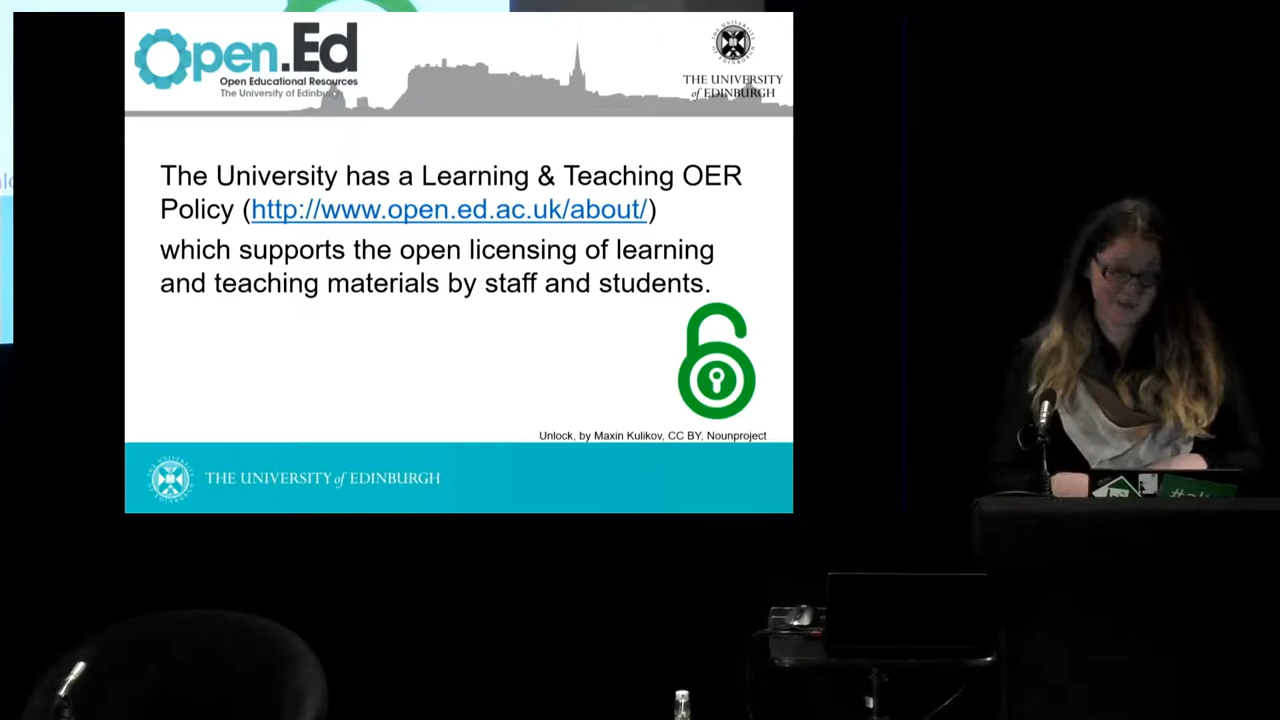 Open.Ed
Open Educational Resources
The University of Edinburgh
THE UNIVERSITY
of EDINBURGH
The University has a Learning & Teaching OER
Policy (http://www.open.ed.ac.uk/about/)
which supports the open licensing of learning
and teaching materials by staff and students.
Unlock, by Maxin Kulikov, CC BY, Nounproject
THE UNIVERSITY of EDINBURGH